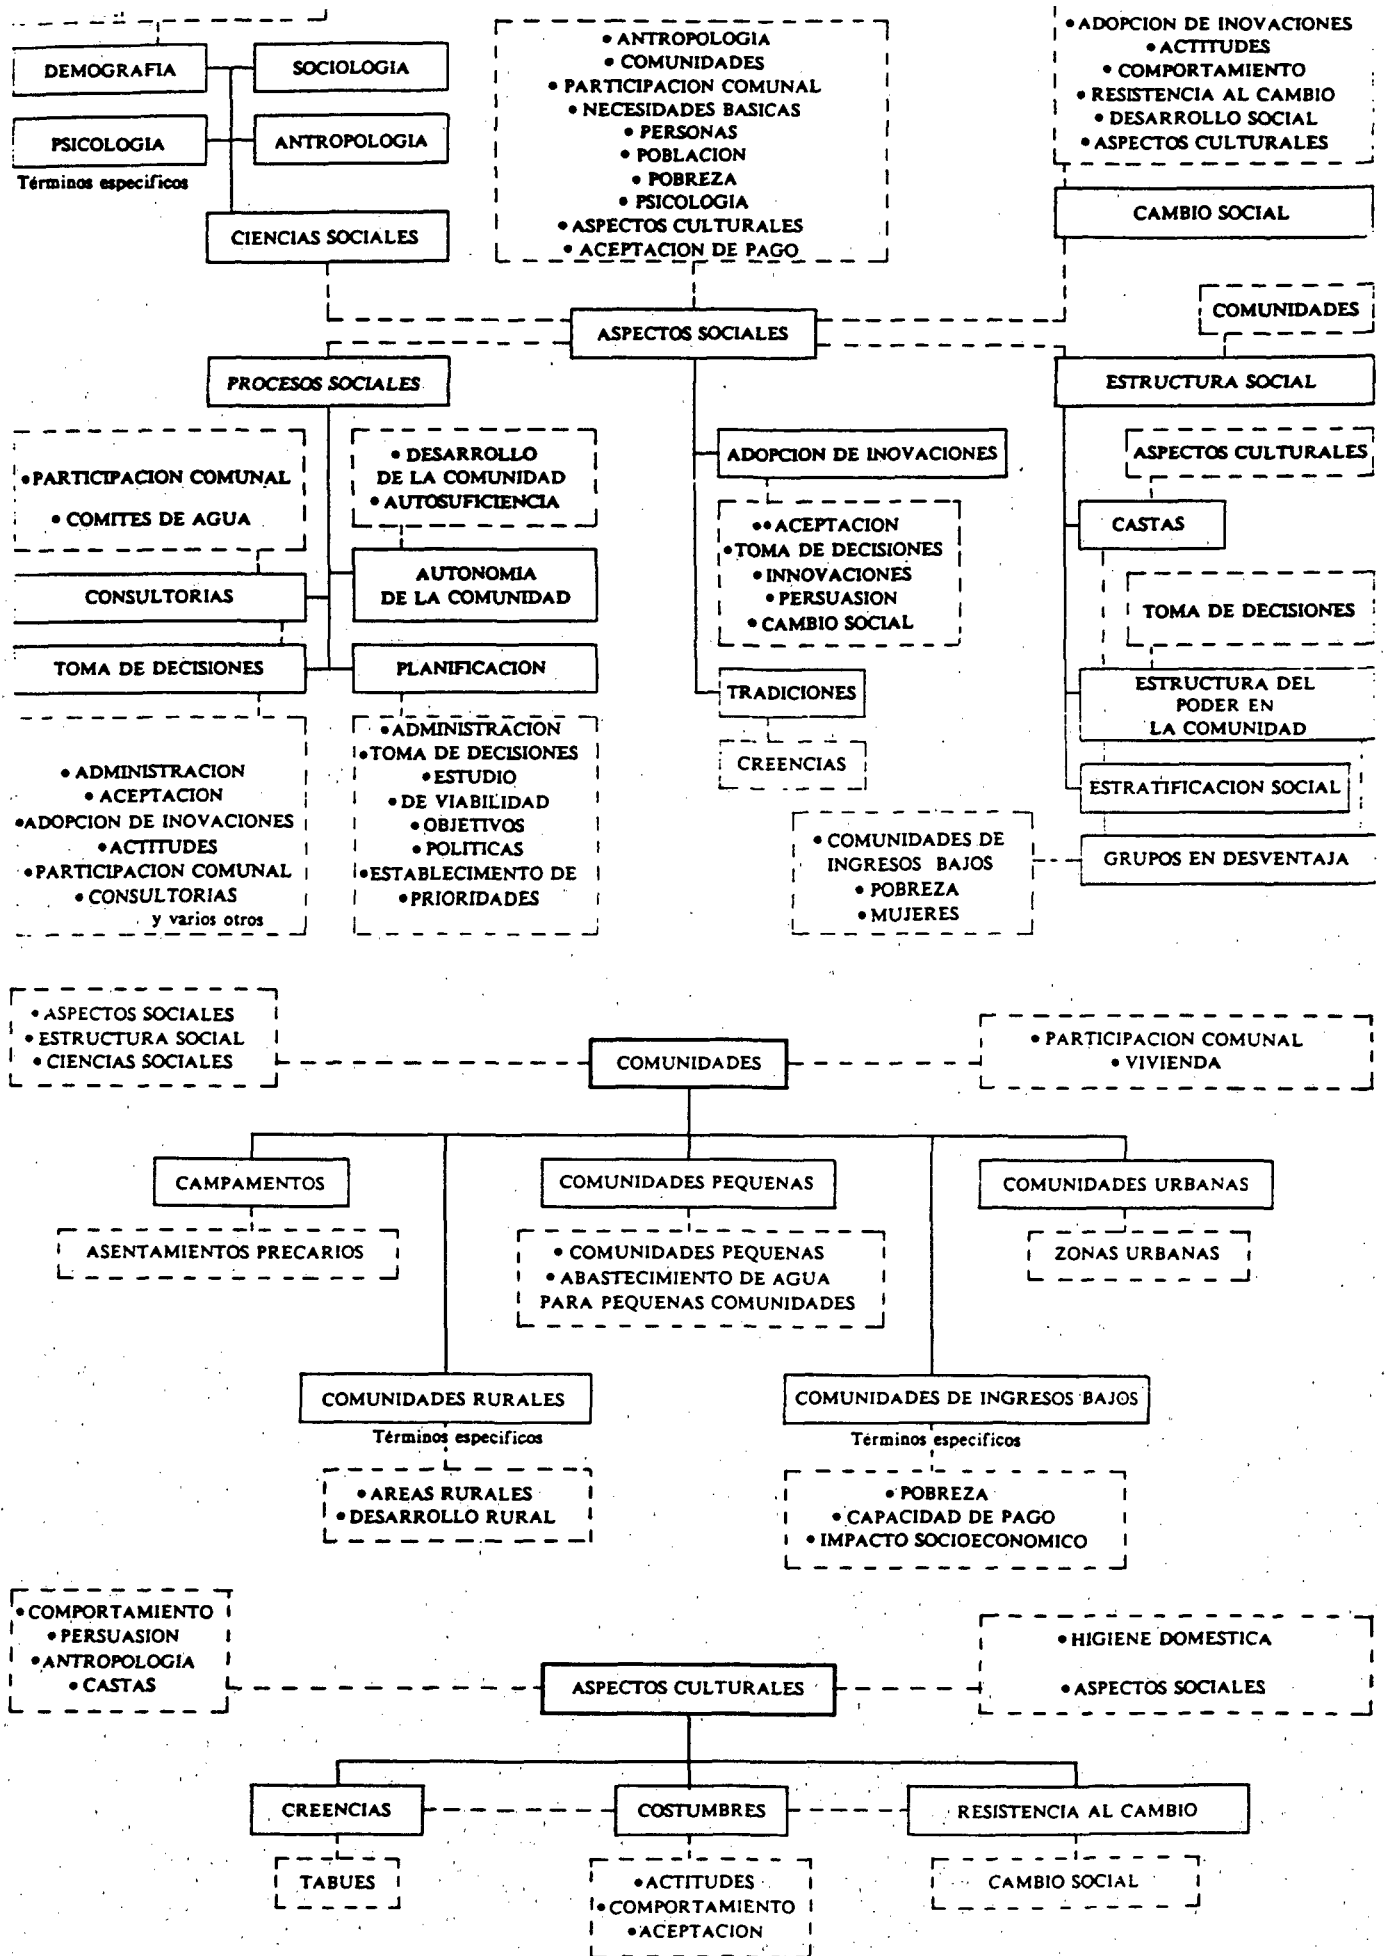 DEMOGRAFIA
SOCIOLOGIA
PSICOLOGIA
ANTROPOLOGIA
Términos especificos
CIENCIAS SOCIALES
• ANTROPOLOGIA
• COMUNIDADES
• PARTICIPACION COMUNAL
• NECESIDADES BASICAS
• PERSONAS
• POBLACION
• POBREZA
• PSICOLOGIA
• ASPECTOS CULTURALES
• ACEPTACION DE PAGO
• ADOPCION DE INOVACIONES
• ACTITUDES
• COMPORTAMIENTO
• RESISTENCIA AL CAMBIO
• DESARROLLO SOCIAL
• ASPECTOS CULTURALES
CAMBIO SOCIAL
ASPECTOS SOCIALES
COMUNIDADES
PROCESOS SOCIALES
ESTRUCTURA SOCIAL
• PARTICIPACION COMUNAL
• COMITES DE AGUA
• DESARROLLO
DE LA COMUNIDAD
• AUTOSUFICIENCIA
CONSULTORIAS
AUTONOMIA
DE LA COMUNIDAD
TOMA DE DECISIONES
PLANIFICACION
• ADMINISTRACION
• ACEPTACION
• ADOPCION DE INOVACIONES
• ACTITUDES
• PARTICIPACION COMUNAL
• CONSULTORIAS
y varios otros
• ADMINISTRACION
• TOMA DE DECISIONES
• ESTUDIO
• DE VIABILIDAD
• OBJETIVOS
• POLITICAS
• ESTABLECIMENTO DE
• PRIORIDADES
ADOPCION DE INOVACIONES
•• ACEPTACION
• TOMA DE DECISIONES
• INNOVACIONES
• PERSUASION
• CAMBIO SOCIAL
TRADICIONES
CREENCIAS
ASPECTOS CULTURALES
CASTAS
TOMA DE DECISIONES
ESTRUCTURA DEL
PODER EN
LA COMUNIDAD
ESTRATIFICACION SOCIAL
GRUPOS EN DESVENTAJA
• COMUNIDADES DE
INGRESOS BAJOS
• POBREZA
• MUJERES
• ASPECTOS SOCIALES
• ESTRUCTURA SOCIAL
• CIENCIAS SOCIALES
COMUNIDADES
• PARTICIPACION COMUNAL
• VIVIENDA
CAMPAMENTOS
COMUNIDADES PEQUENAS
COMUNIDADES URBANAS
ASENTAMIENTOS PRECARIOS
• COMUNIDADES PEQUENAS
• ABASTECIMIENTO DE AGUA
PARA PEQUENAS COMUNIDADES
ZONAS URBANAS
COMUNIDADES RURALES
COMUNIDADES DE INGRESOS BAJOS
Términos especificos
Términos especificos
• AREAS RURALES
• DESARROLLO RURAL
• POBREZA
• CAPACIDAD DE PAGO
• IMPACTO SOCIOECONOMICO
• COMPORTAMIENTO
• PERSUASION
• ANTROPOLOGIA
• CASTAS
ASPECTOS CULTURALES
• HIGIENE DOMESTICA
• ASPECTOS SOCIALES
CREENCIAS
COSTUMBRES
RESISTENCIA AL CAMBIO
TABUES
• ACTITUDES
• COMPORTAMIENTO
• ACEPTACION
CAMBIO SOCIAL